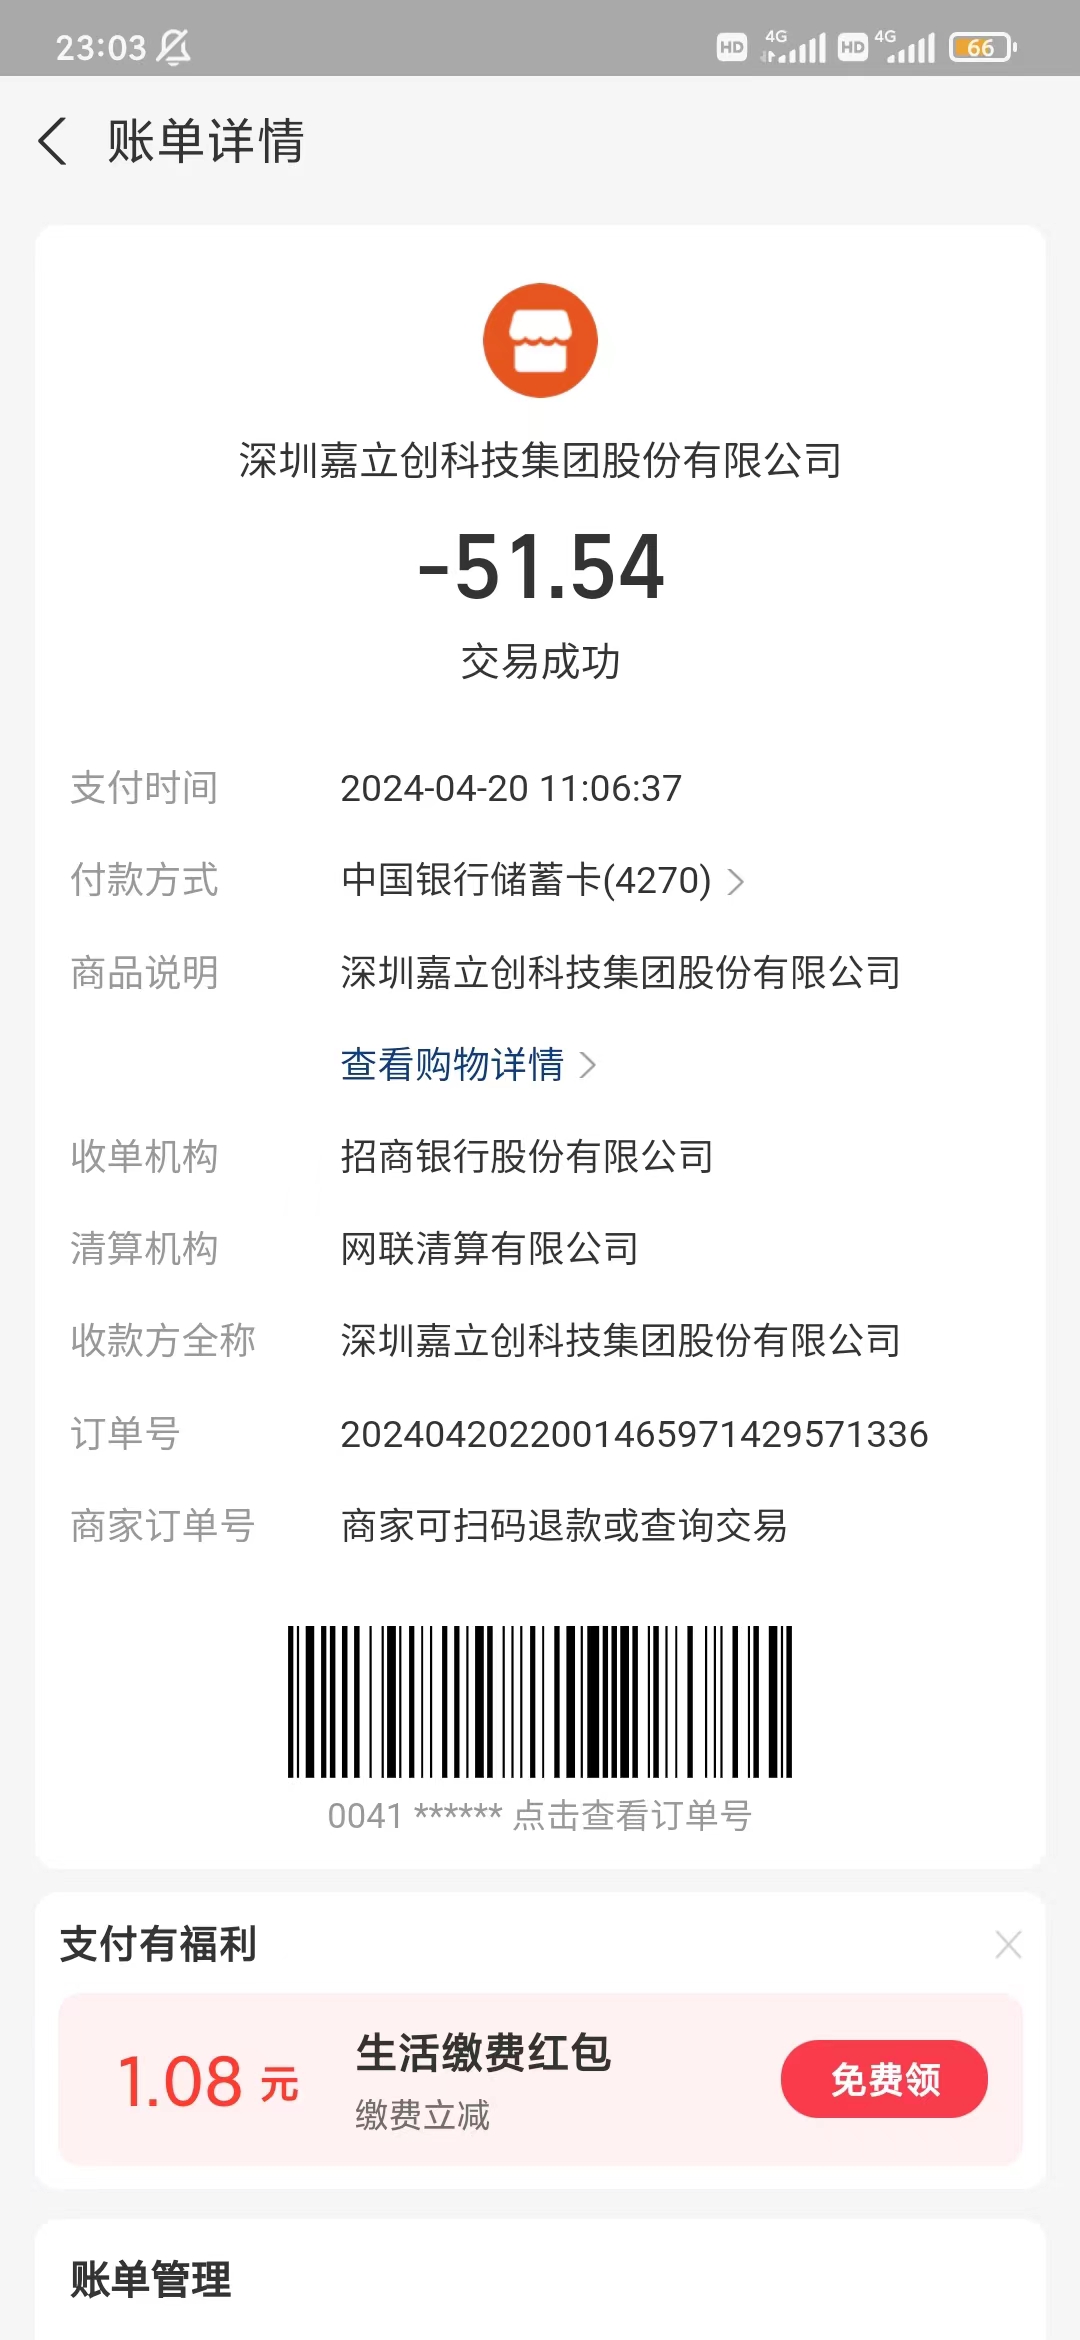 23:03
HD 4G HD 4G 66
账单详情
深圳嘉立创科技集团股份有限公司
-51.54
交易成功
支付时间 2024-04-20 11:06:37
付款方式 中国银行储蓄卡(4270)
商品说明 深圳嘉立创科技集团股份有限公司
查看购物详情
收单机构 招商银行股份有限公司
清算机构 网联清算有限公司
收款方全称 深圳嘉立创科技集团股份有限公司
订单号 2024042022001465971429571336
商家订单号 商家可扫码退款或查询交易
0041 ****** 点击查看订单号
支付有福利
1.08 元 生活缴费红包 免费领
缴费立减
账单管理